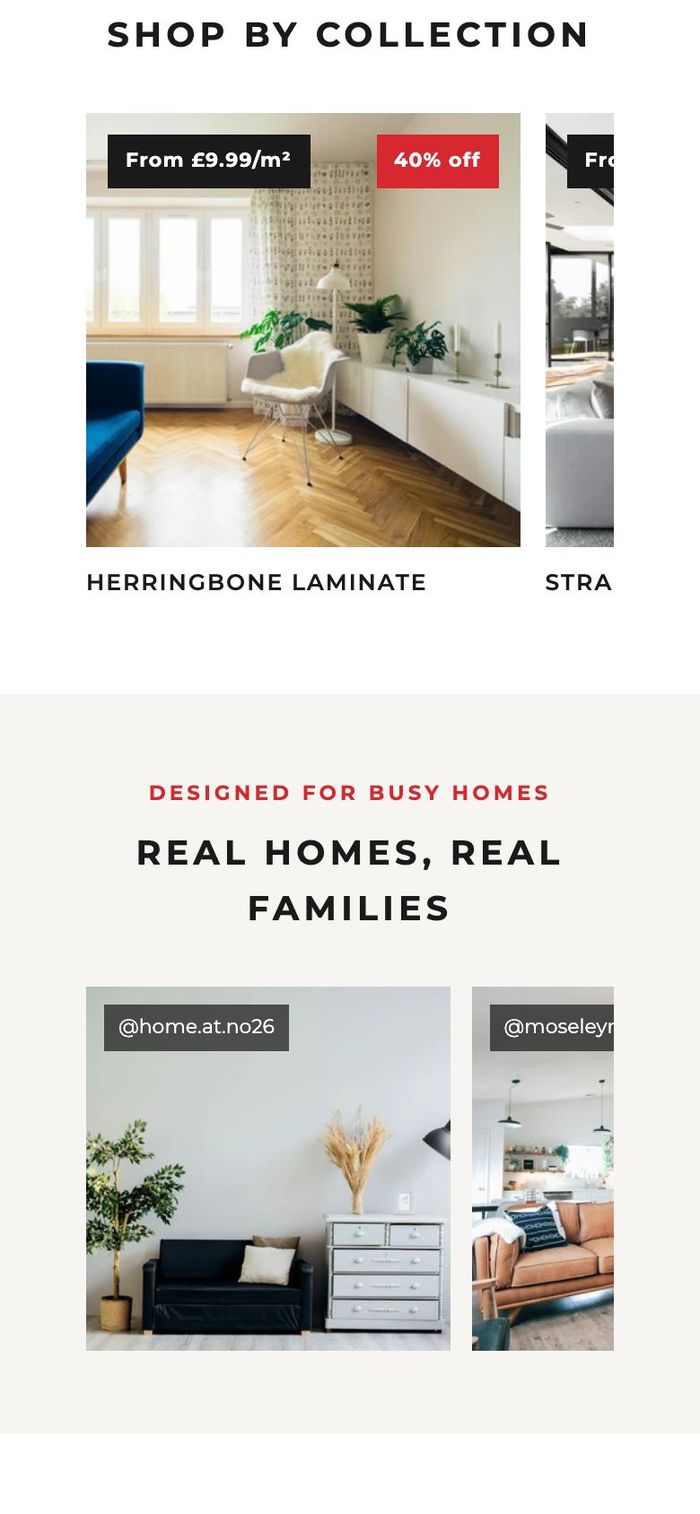 SHOP BY COLLECTION
From £9.99/m²
40% off
HERRINGBONE LAMINATE
DESIGNED FOR BUSY HOMES
REAL HOMES, REAL
FAMILIES
@home.at.no26